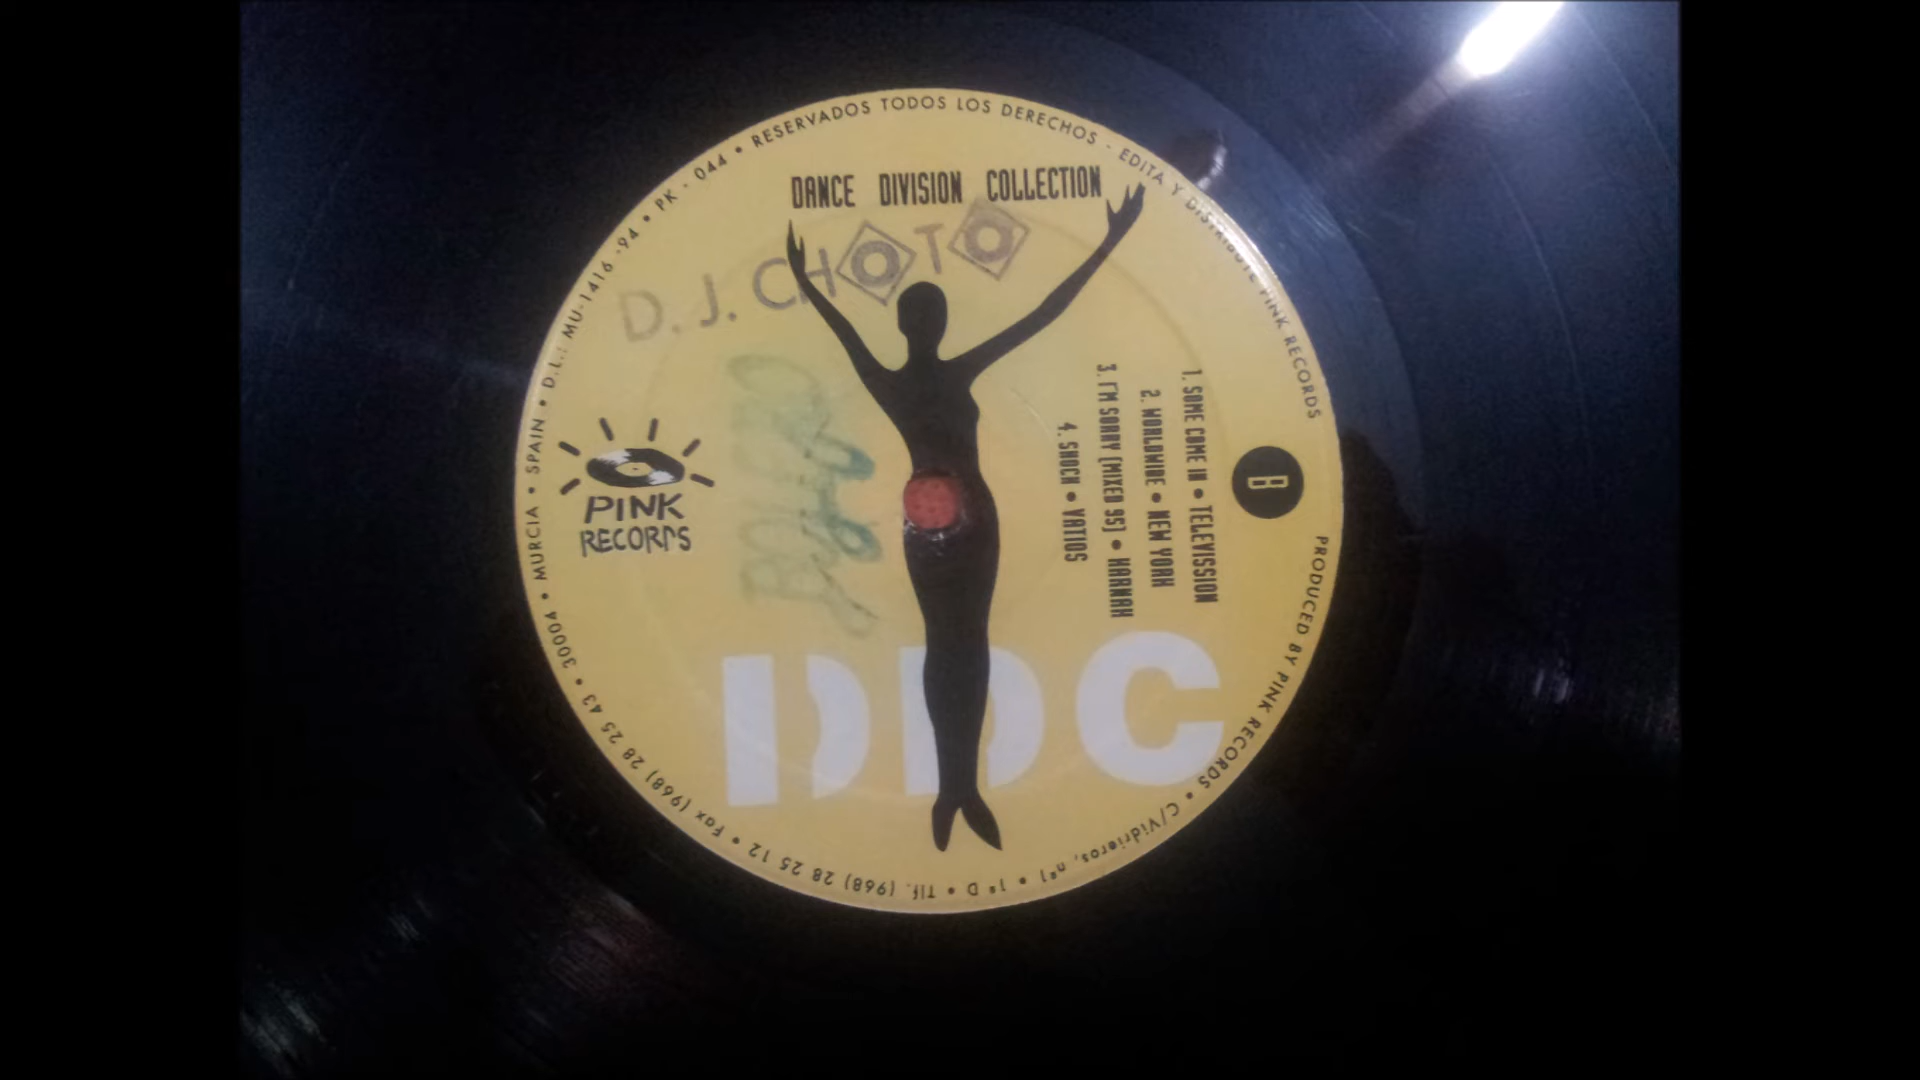 RESERVADOS TODOS LOS DERECHOS - EDITA Y DISTRIBUYE PINK RECORDS
DANCE DIVISION COLLECTION
D. J. CHOTO
B
1. SOME COME IN • TELEVISSION
2. WORLDWIDE • NEW YORK
3. I'M SORRY (MIXED 95) • HANNAH
4. SHOCK • VATIOS
PINK
RECORDS
DDC
PRODUCED BY PINK RECORDS • C/Vidrieros, nº1 • 1º D • Tlf. (968) 28 25 12 • Fax (968) 28 25 43 • 30004 • MURCIA • SPAIN • D.L.: MU-1416 -94 • PK - 044 •